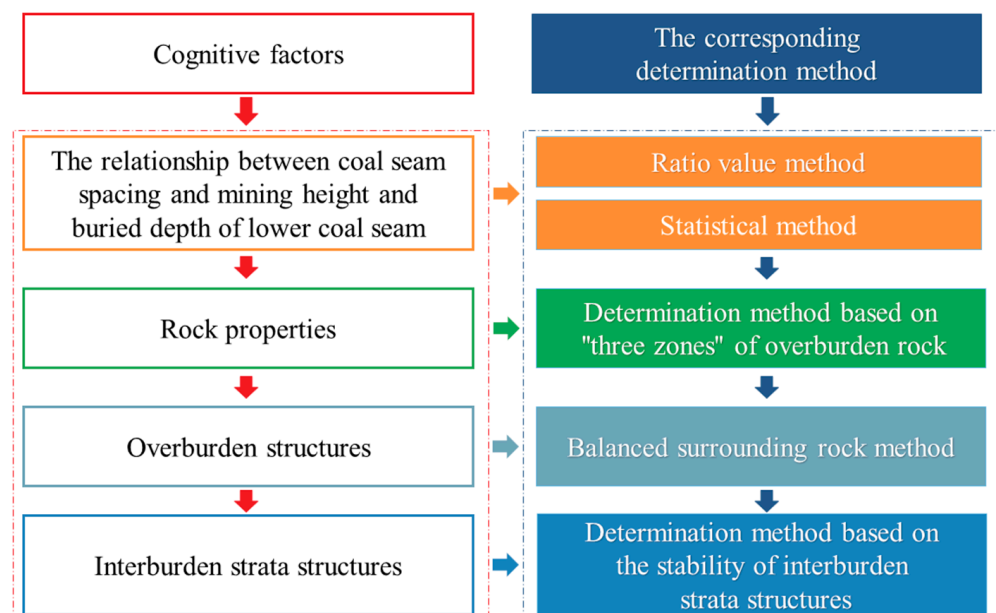 Cognitive factors
The corresponding
determination method
The relationship between coal seam
spacing and mining height and
buried depth of lower coal seam
Ratio value method
Statistical method
Rock properties
Determination method based on
"three zones" of overburden rock
Overburden structures
Balanced surrounding rock method
Interburden strata structures
Determination method based on
the stability of interburden
strata structures